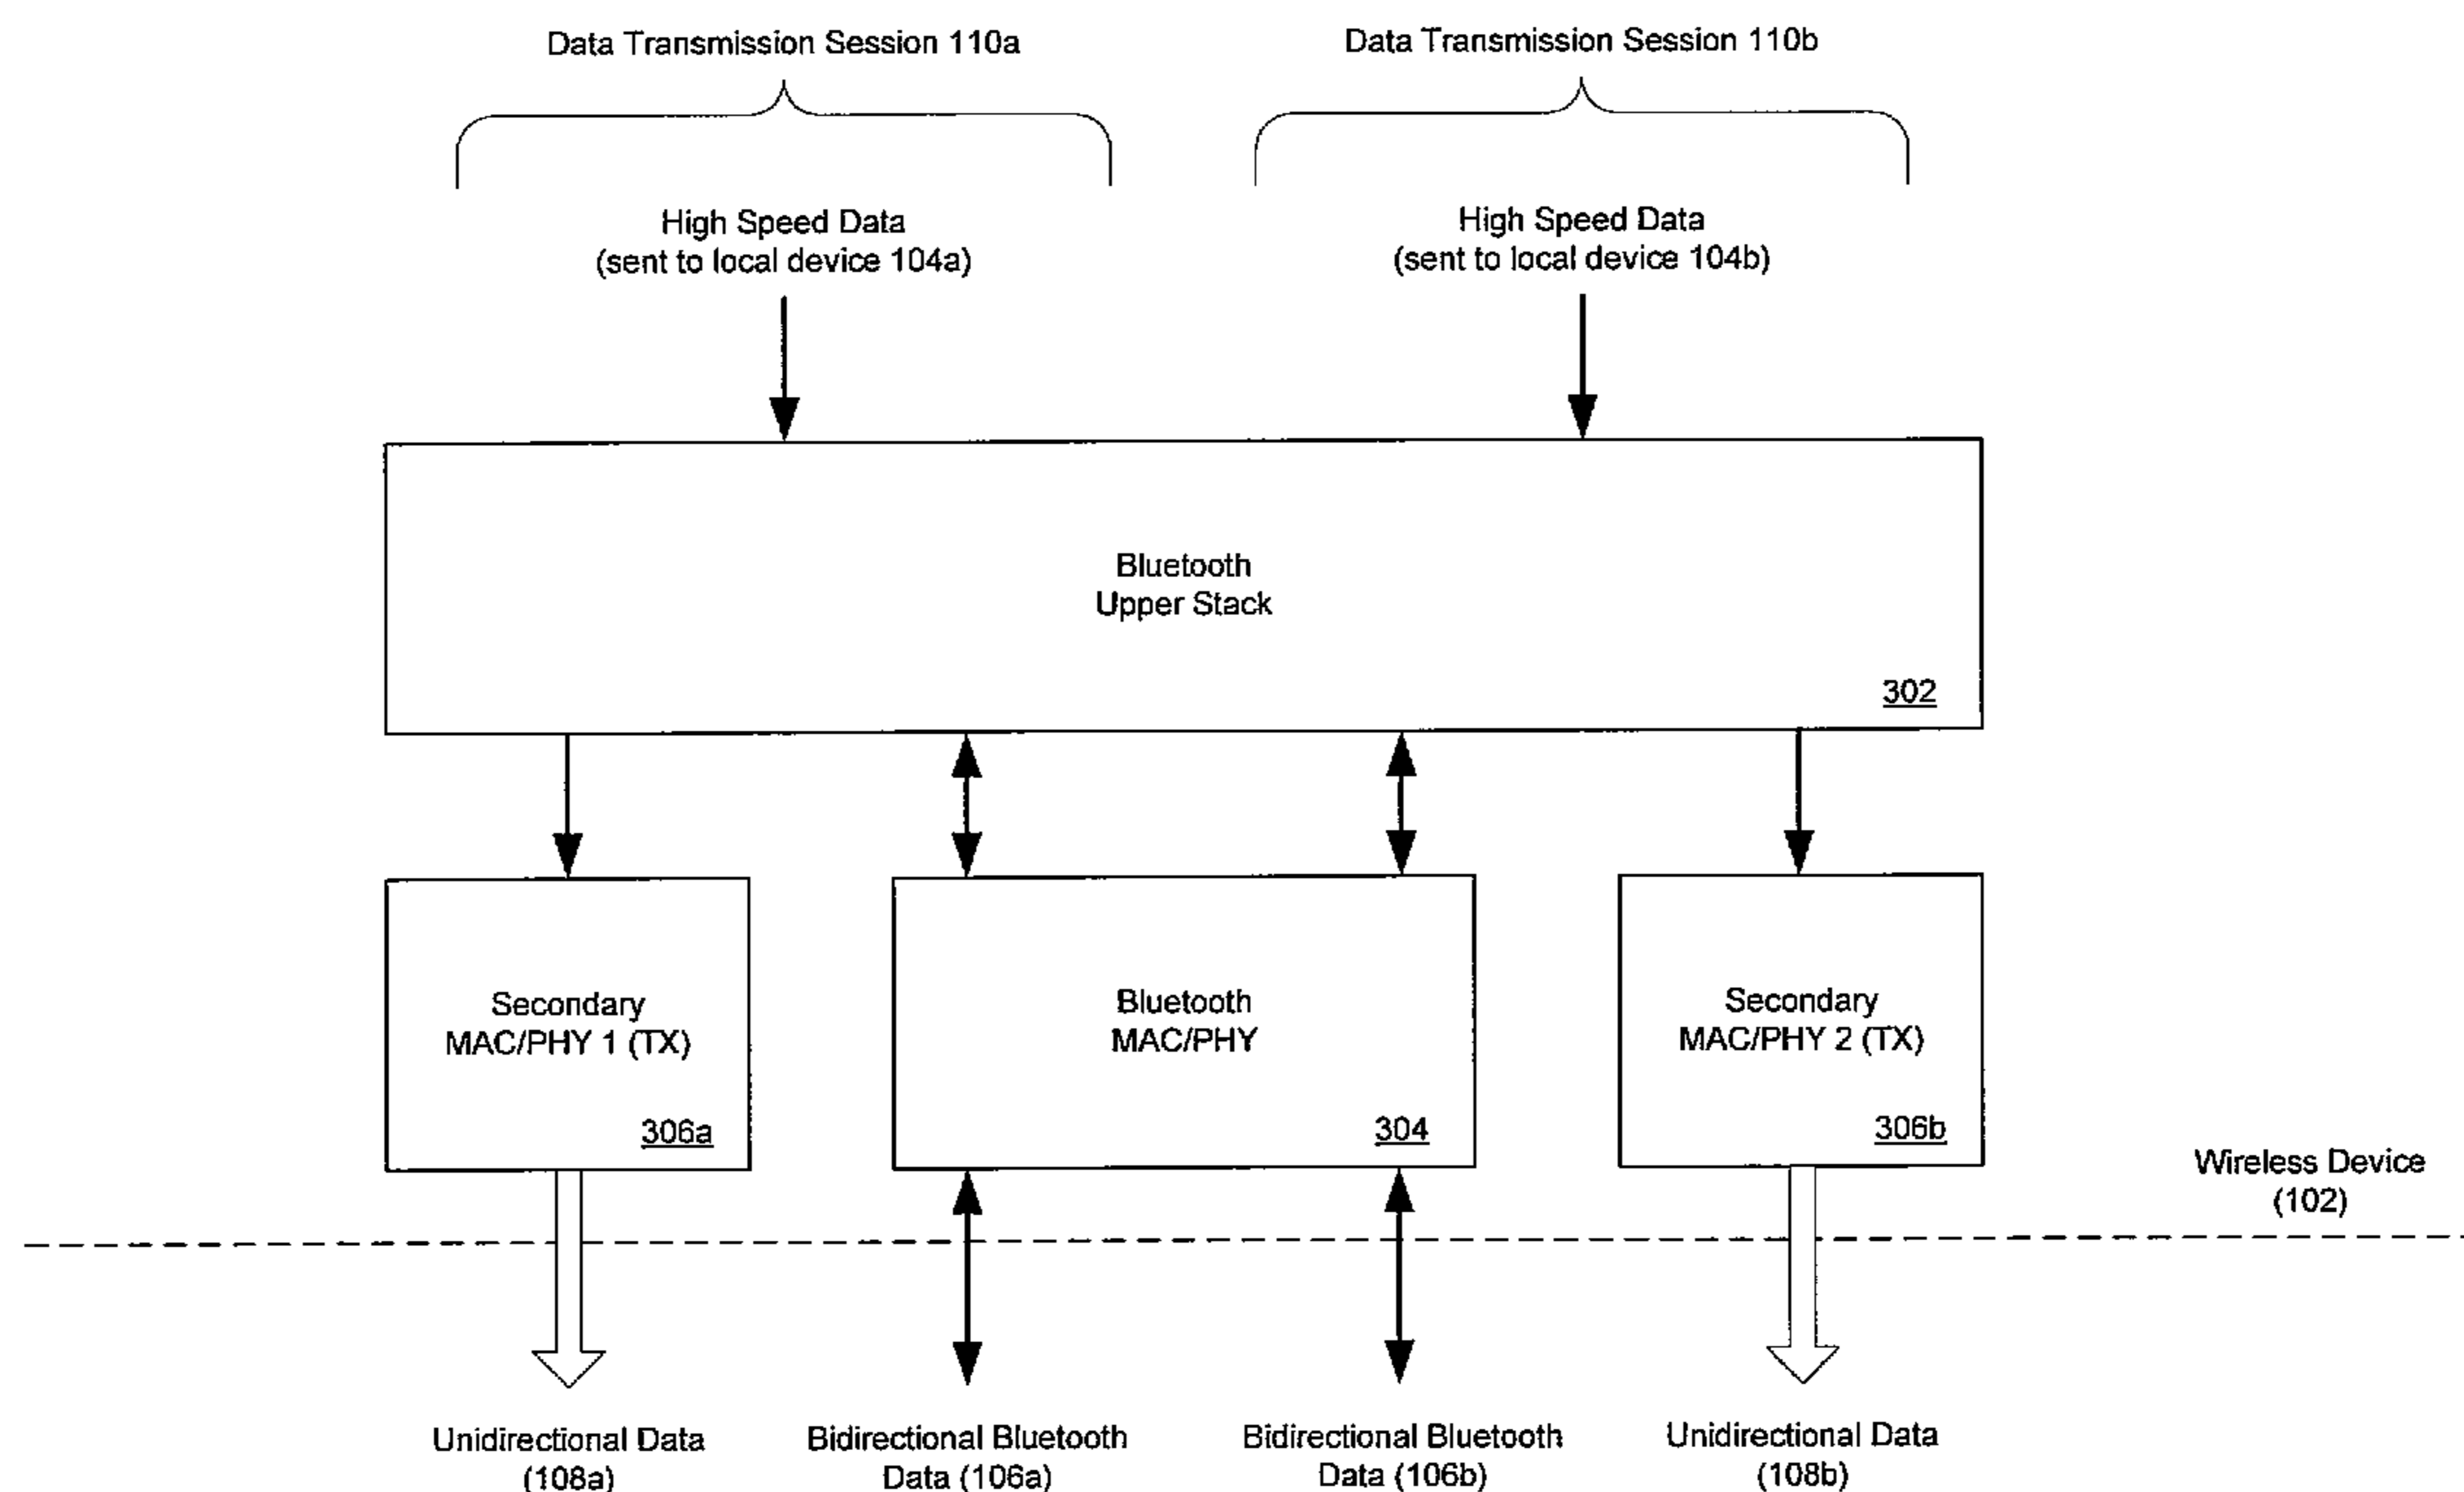 Data Transmission Session 110a
Data Transmission Session 110b
High Speed Data
(sent to local device 104a)
High Speed Data
(sent to local device 104b)
Bluetooth
Upper Stack
302
Secondary
MAC/PHY 1 (TX)
306a
Bluetooth
MAC/PHY
304
Secondary
MAC/PHY 2 (TX)
306b
Wireless Device
(102)
Unidirectional Data
(108a)
Bidirectional Bluetooth
Data (106a)
Bidirectional Bluetooth
Data (106b)
Unidirectional Data
(108b)